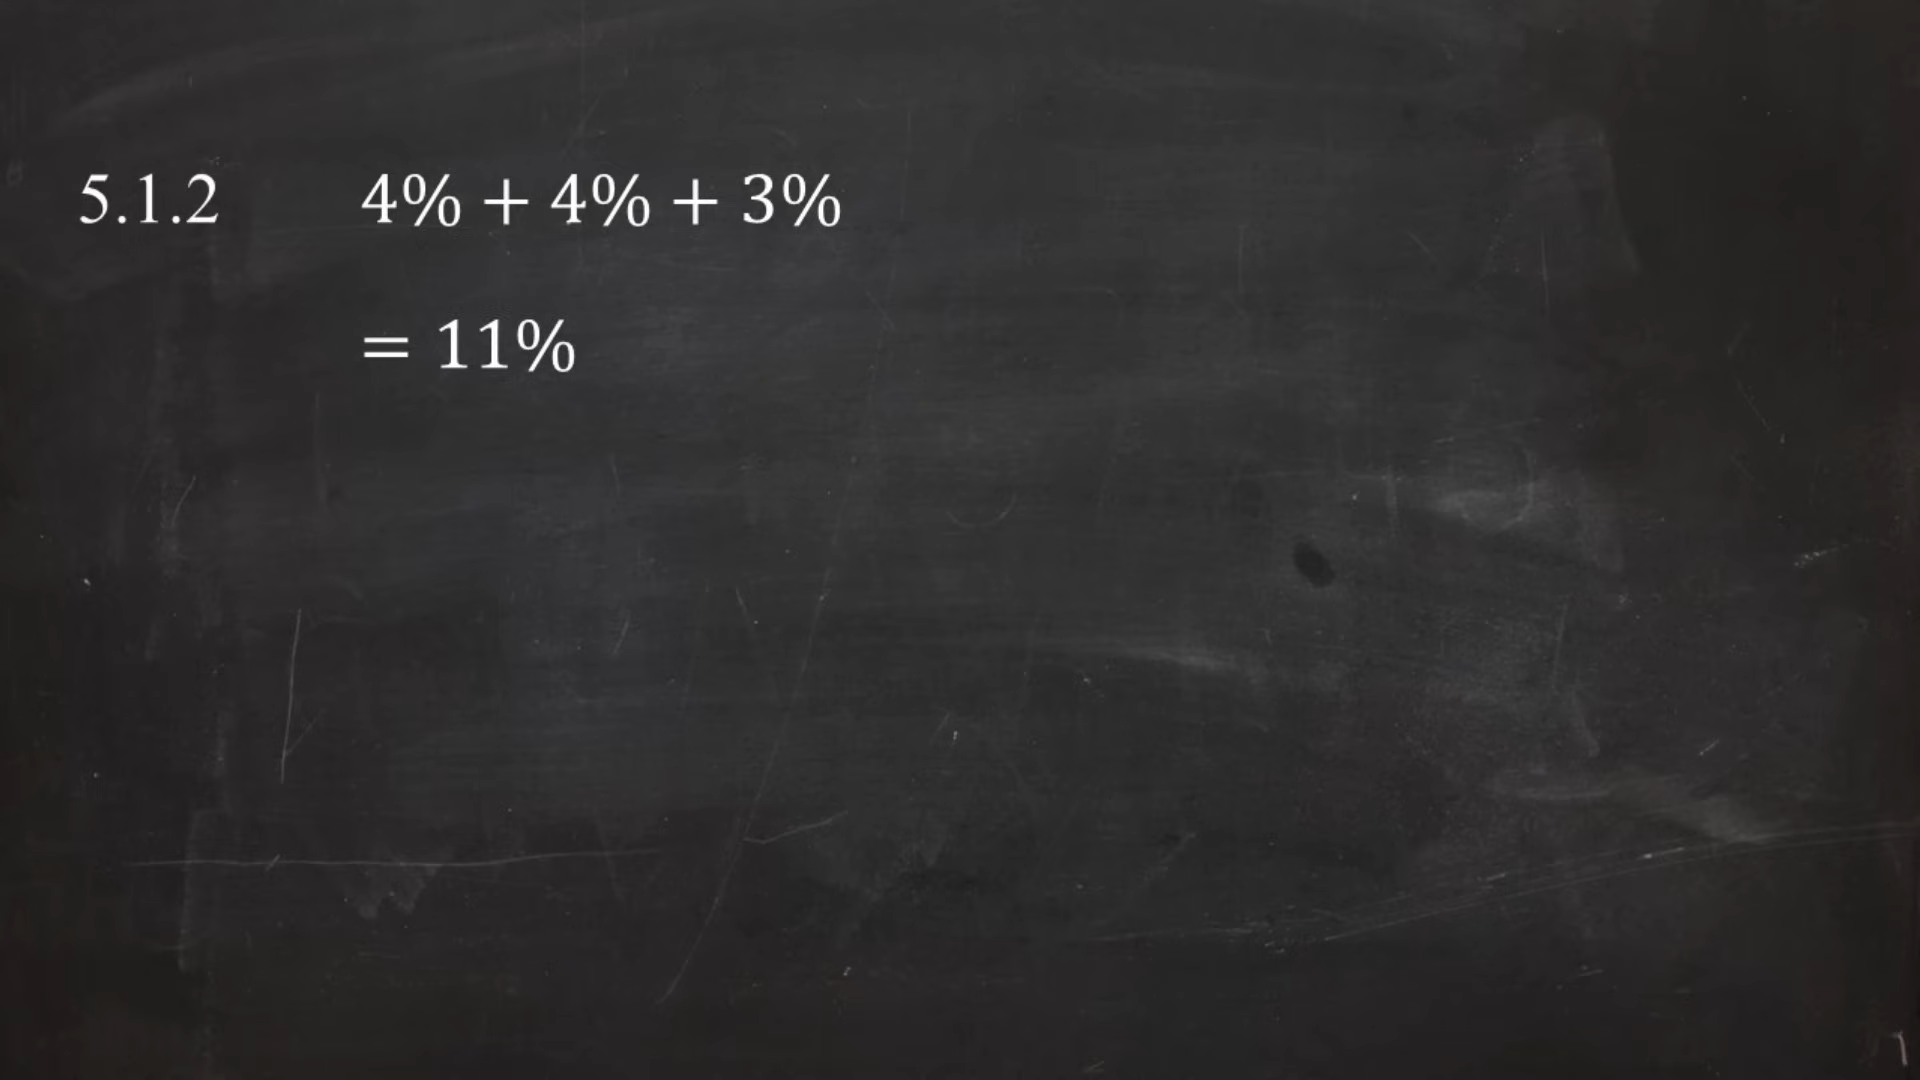 5.1.2 4% + 4% + 3%
= 11%